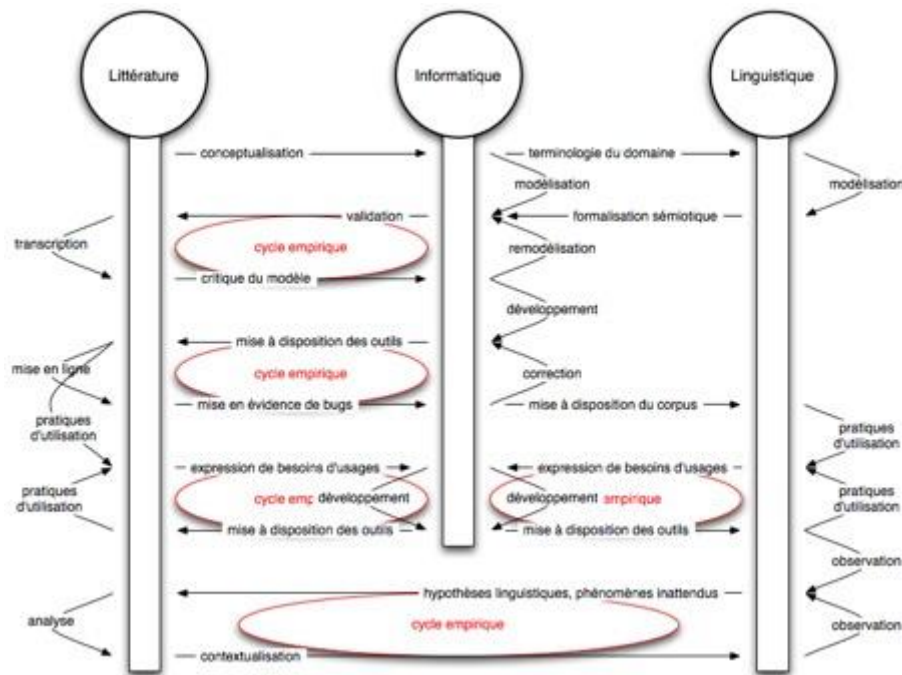 Littérature
Informatique
Linguistique
conceptualisation
terminologie du domaine
modélisation
modélisation
validation
formalisation sémiotique
transcription
cycle empirique
remodélisation
critique du modèle
développement
mise à disposition des outils
mise en ligne
cycle empirique
correction
mise en évidence de bugs
mise à disposition du corpus
pratiques
d'utilisation
pratiques
d'utilisation
expression de besoins d'usages
expression de besoins d'usages
pratiques
d'utilisation
cycle emp
développement
développement
empirique
pratiques
d'utilisation
mise à disposition des outils
mise à disposition des outils
observation
hypothèses linguistiques, phénomènes inattendus
analyse
cycle empirique
observation
contextualisation